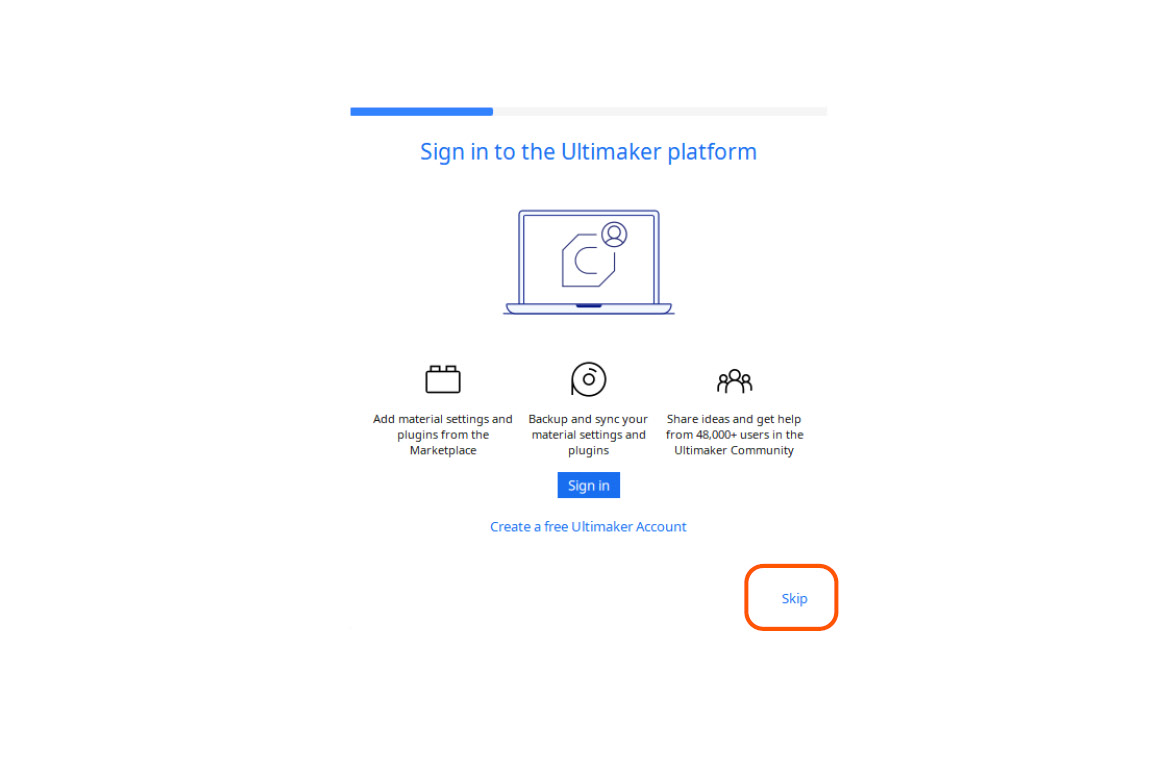 Sign in to the Ultimaker platform
Add material settings and
plugins from the
Marketplace
Backup and sync your
material settings and
plugins
Share ideas and get help
from 48,000+ users in the
Ultimaker Community
Sign in
Create a free Ultimaker Account
Skip